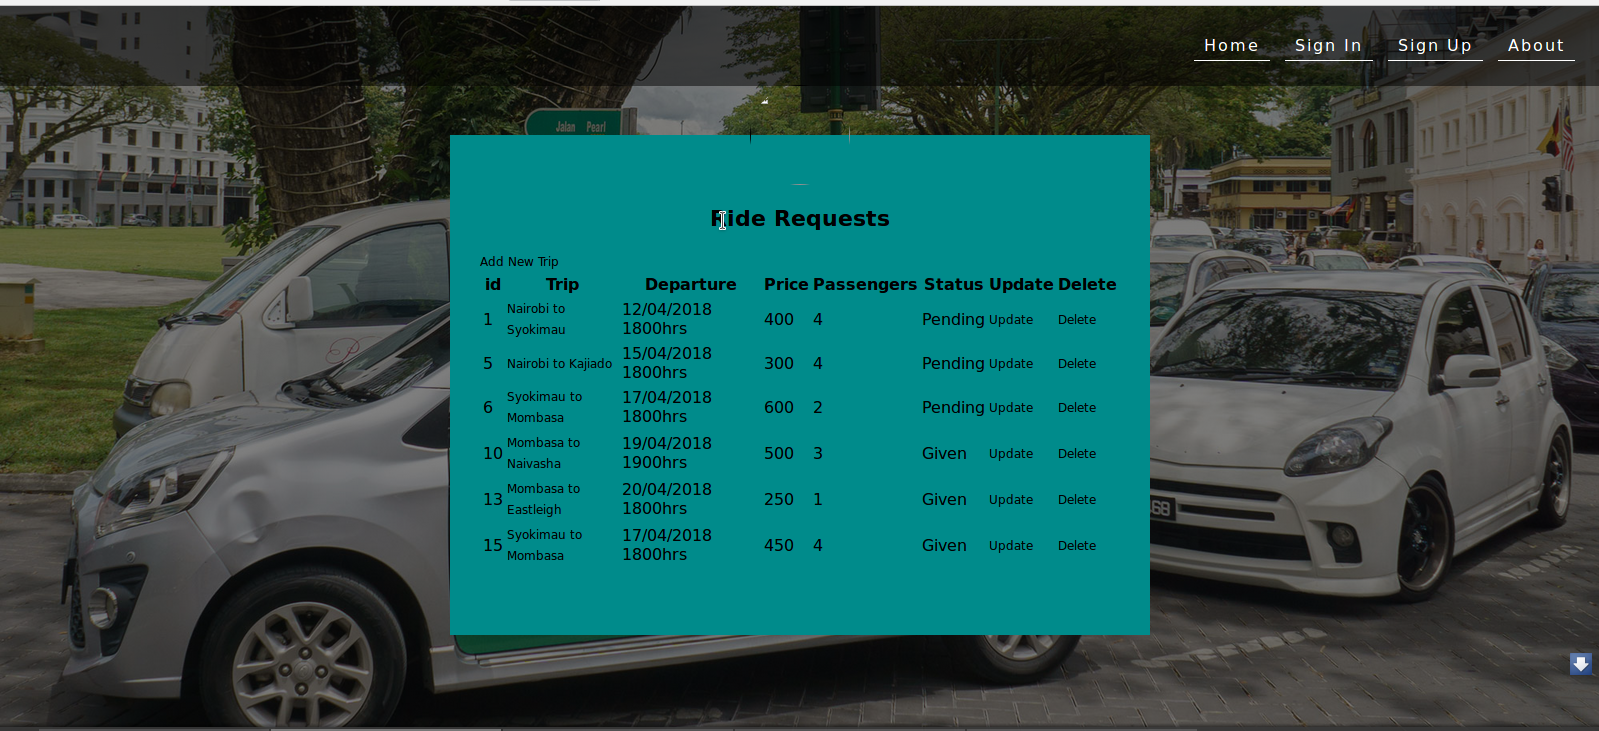 Home Sign In Sign Up About
Jalan Pearl
Ride Requests
Add New Trip
id Trip Departure Price Passengers Status Update Delete
1 Nairobi to Syokimau 12/04/2018 1800hrs 400 4 Pending Update Delete
5 Nairobi to Kajiado 15/04/2018 1800hrs 300 4 Pending Update Delete
6 Syokimau to Mombasa 17/04/2018 1800hrs 600 2 Pending Update Delete
10 Mombasa to Naivasha 19/04/2018 1900hrs 500 3 Given Update Delete
13 Mombasa to Eastleigh 20/04/2018 1800hrs 250 1 Given Update Delete
15 Syokimau to Mombasa 17/04/2018 1800hrs 450 4 Given Update Delete